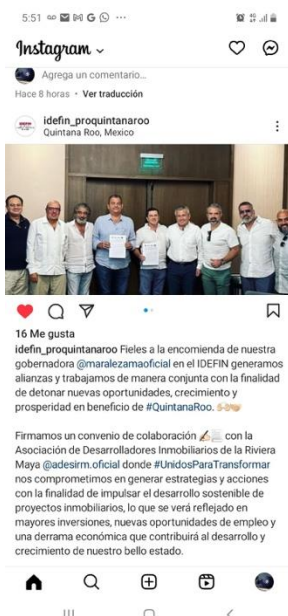 5:51
Instagram
Agrega un comentario...
Hace 8 horas • Ver traducción
idefin_proquintanaroo
Quintana Roo, Mexico
16 Me gusta
idefin_proquintanaroo Fieles a la encomienda de nuestra
gobernadora @maralezamaoficial en el IDEFIN generamos
alianzas y trabajamos de manera conjunta con la finalidad
de detonar nuevas oportunidades, crecimiento y
prosperidad en beneficio de #QuintanaRoo.
Firmamos un convenio de colaboración ✍🏻📃 con la
Asociación de Desarrolladores Inmobiliarios de la Riviera
Maya @adesirm.oficial donde #UnidosParaTransformar
nos comprometimos en generar estrategias y acciones
con la finalidad de impulsar el desarrollo sostenible de
proyectos inmobiliarios, lo que se verá reflejado en
mayores inversiones, nuevas oportunidades de empleo y
una derrama económica que contribuirá al desarrollo y
crecimiento de nuestro bello estado.